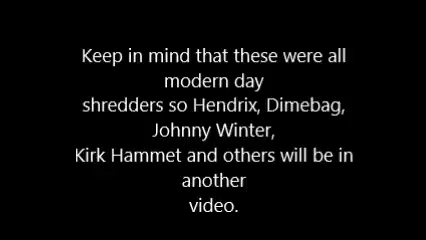 Keep in mind that these were all
modern day
shredders so Hendrix, Dimebag,
Johnny Winter,
Kirk Hammet and others will be in
another
video.